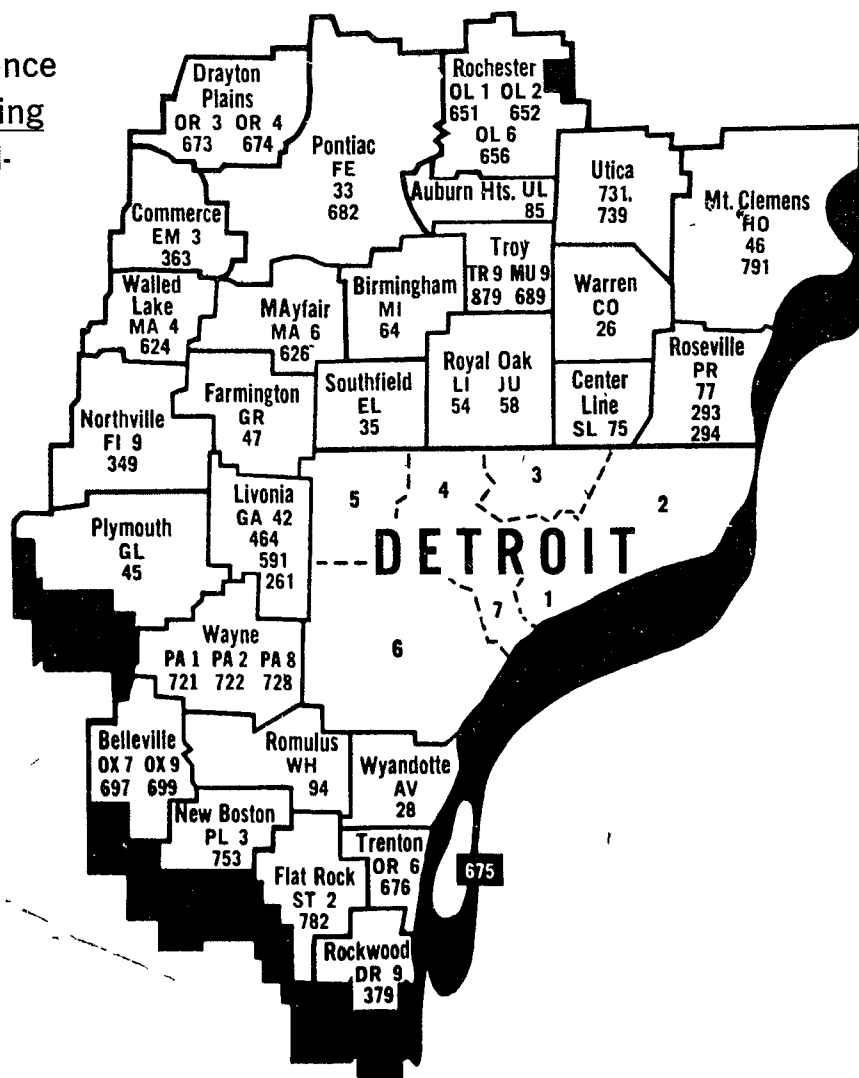 ence
ing
-
Drayton
Plains
OR 3 OR 4
673 674
Pontiac
FE
33
682
Rochester
OL 1 OL 2
651 652
OL 6
656
Auburn Hts. UL
85
Utica
731.
739
Mt. Clemens
HO
46
791
Commerce
EM 3
363
Walled
Lake
MA 4
624
MAyfair
MA 6
626
Birmingham
MI
64
Troy
TR 9 MU 9
879 689
Warren
CO
26
Northville
FI 9
349
Farmington
GR
47
Southfield
EL
35
Royal Oak
LI JU
54 58
Center
Line
SL 75
Roseville
PR
77
293
294
Plymouth
GL
45
Livonia
GA 42
464
591
261
5
4
3
2
DETROIT
1
7
6
Wayne
PA 1 PA 2 PA 8
721 722 728
Belleville
OX 7 OX 9
697 699
Romulus
WH
94
Wyandotte
AV
28
New Boston
PL 3
753
Flat Rock
ST 2
782
Trenton
OR 6
676
675
Rockwood
DR 9
379